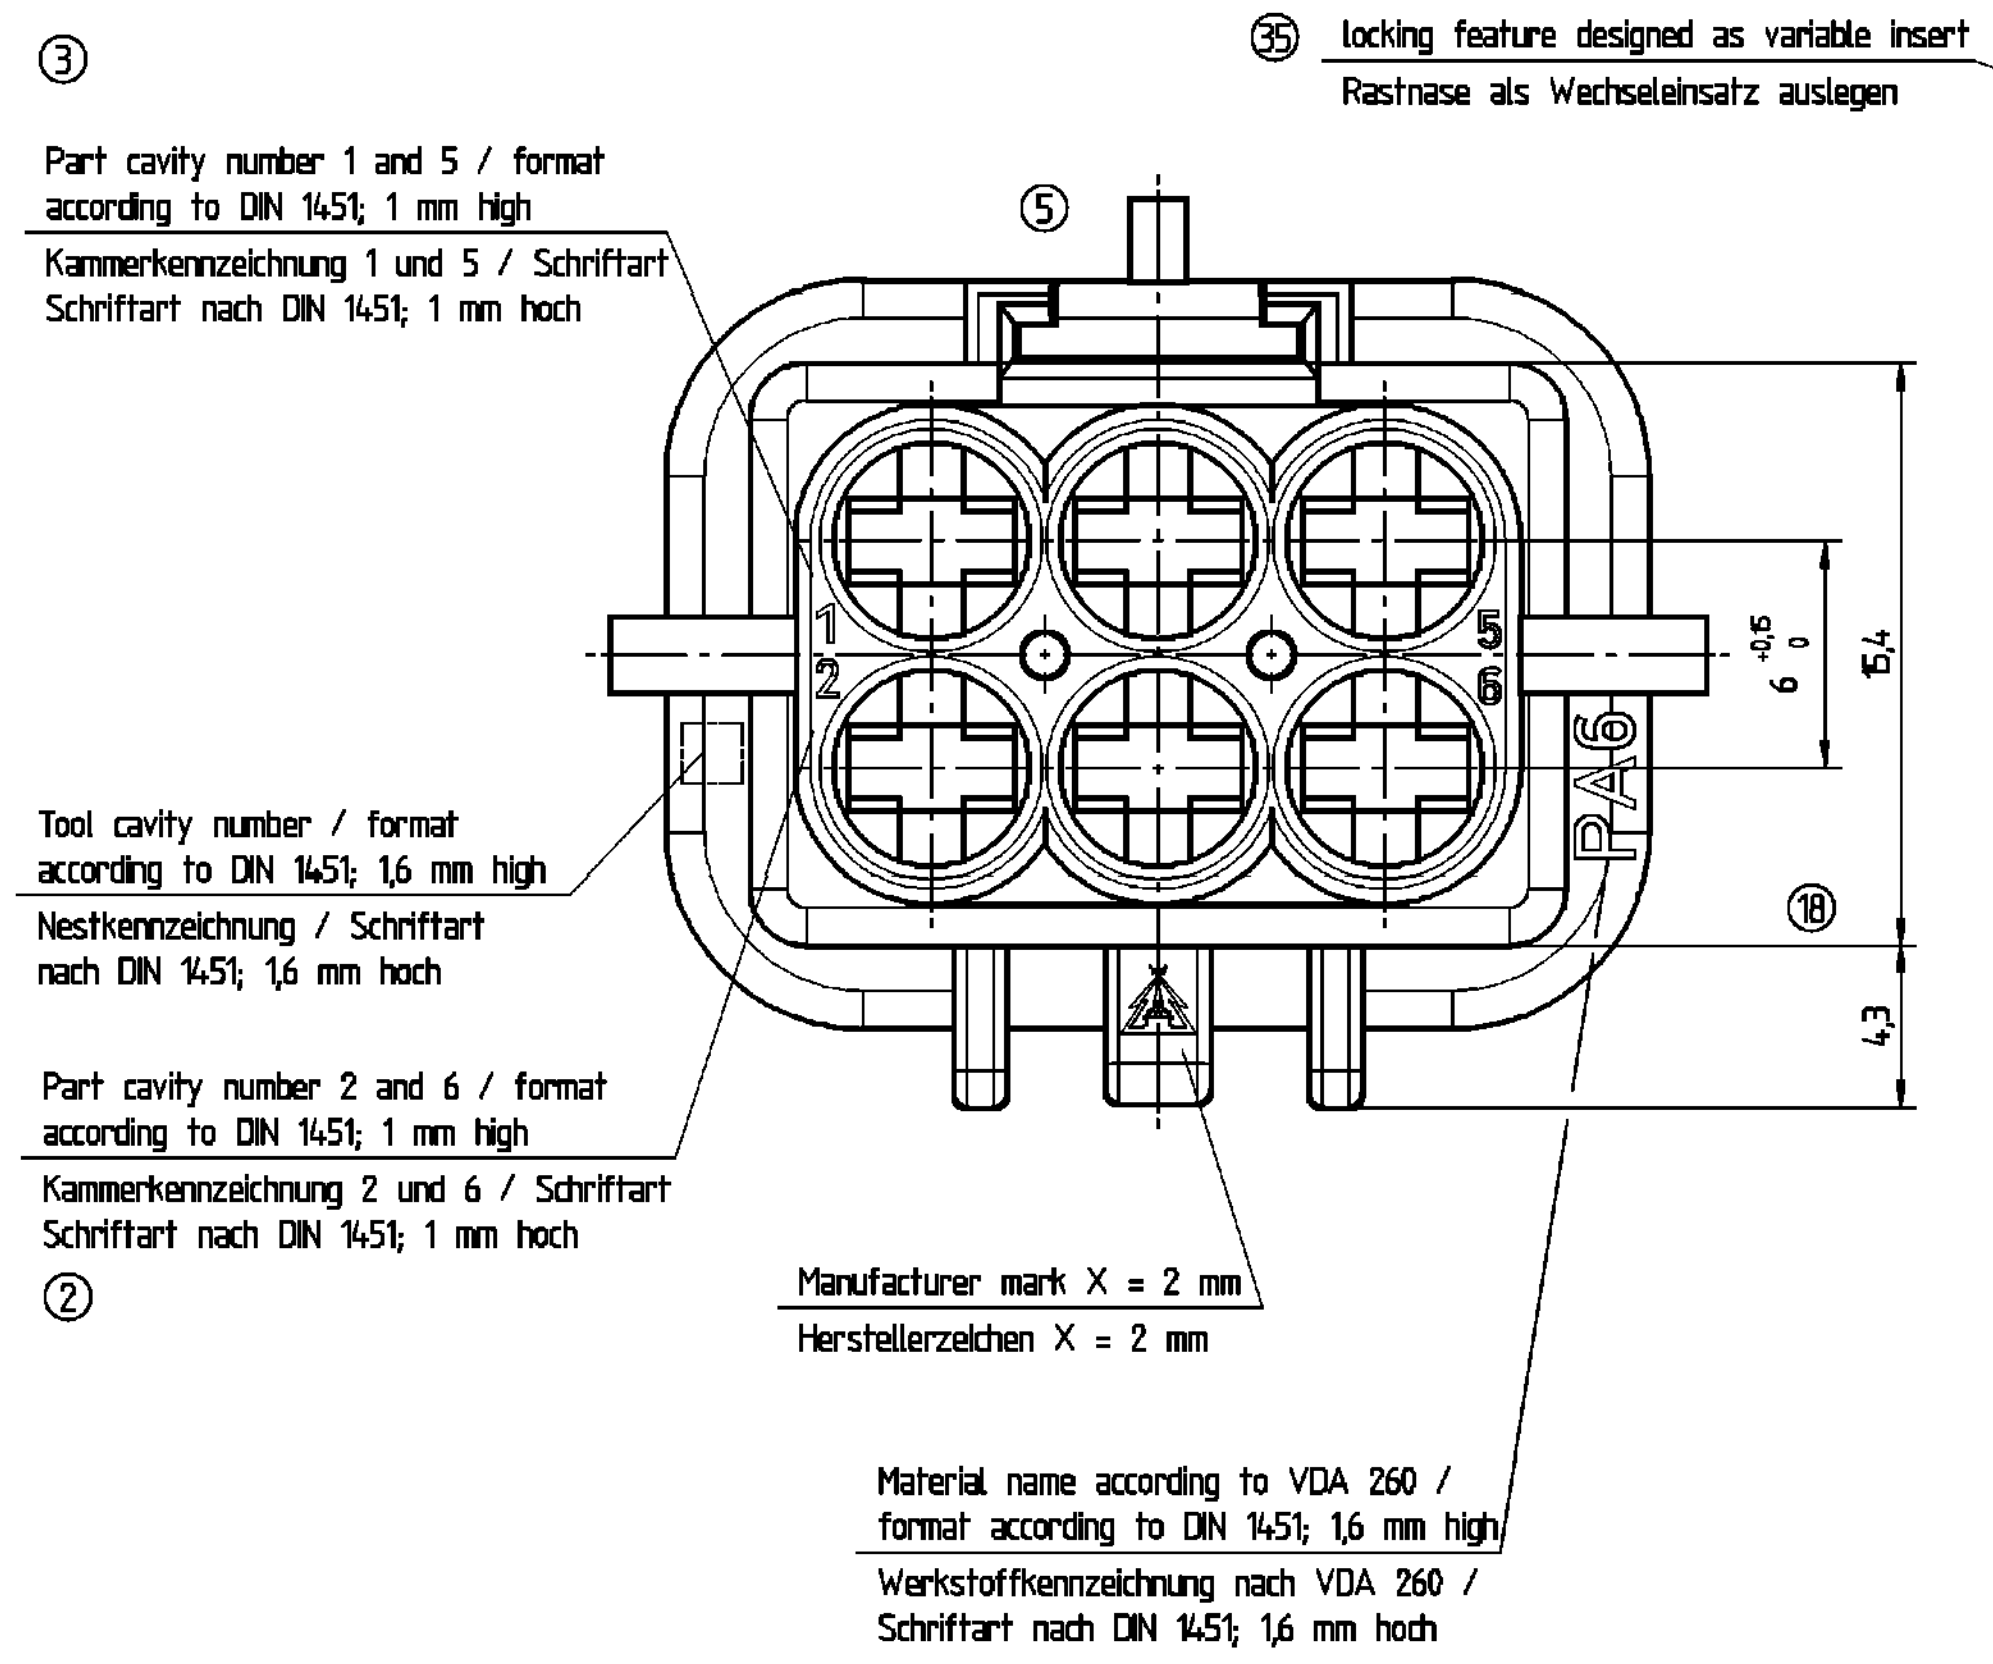 3
35 locking feature designed as variable insert
Rastnase als Wechseleinsatz auslegen
Part cavity number 1 and 5 / format
according to DIN 1451; 1 mm high
Kammerkennzeichnung 1 und 5 / Schriftart
Schriftart nach DIN 1451; 1 mm hoch
5
1
2
5
6
PA6
6 +0,15 0
15,4
18
4,3
Tool cavity number / format
according to DIN 1451; 1,6 mm high
Nestkennzeichnung / Schriftart
nach DIN 1451; 1,6 mm hoch
Part cavity number 2 and 6 / format
according to DIN 1451; 1 mm high
Kammerkennzeichnung 2 und 6 / Schriftart
Schriftart nach DIN 1451; 1 mm hoch
2
Manufacturer mark X = 2 mm
Herstellerzeichen X = 2 mm
Material name according to VDA 260 /
format according to DIN 1451; 1,6 mm high
Werkstoffkennzeichnung nach VDA 260 /
Schriftart nach DIN 1451; 1,6 mm hoch